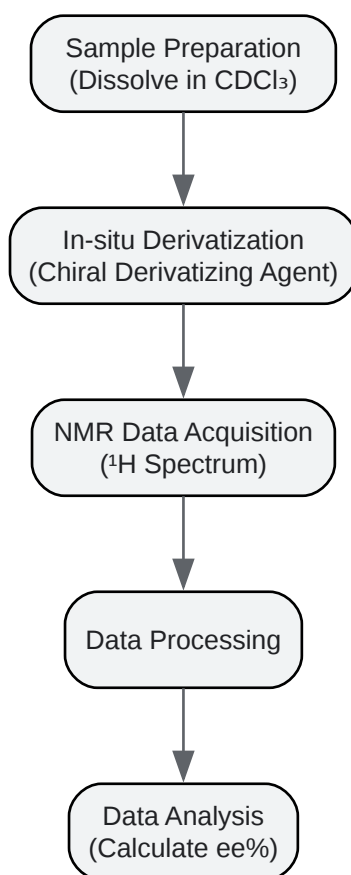 Sample Preparation
(Dissolve in CDCl₃)
In-situ Derivatization
(Chiral Derivatizing Agent)
NMR Data Acquisition
(¹H Spectrum)
Data Processing
Data Analysis
(Calculate ee%)